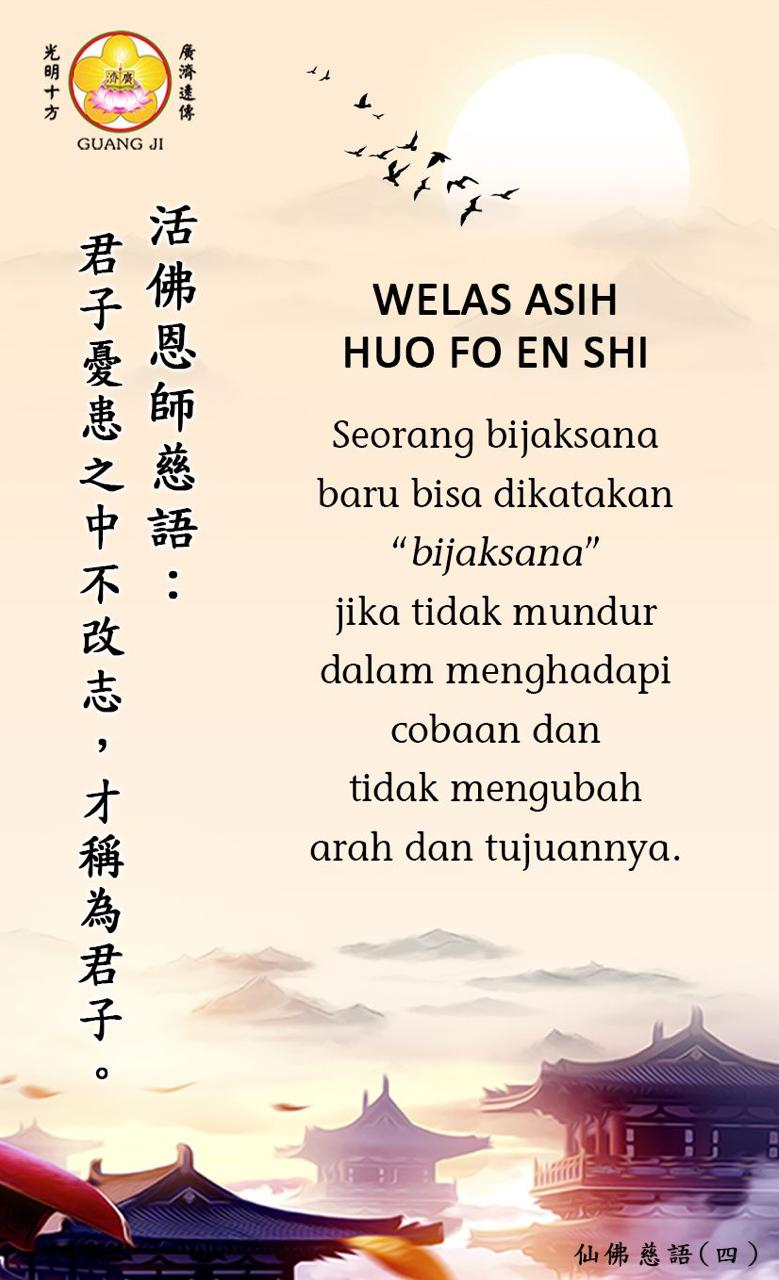 廣濟遠傳
光明十方
廣濟
GUANG JI
活佛恩師慈語：
君子憂患之中不改志，才稱為君子。
WELAS ASIH
HUO FO EN SHI
Seorang bijaksana
baru bisa dikatakan
“bijaksana”
jika tidak mundur
dalam menghadapi
cobaan dan
tidak mengubah
arah dan tujuannya.
仙佛慈語(四)